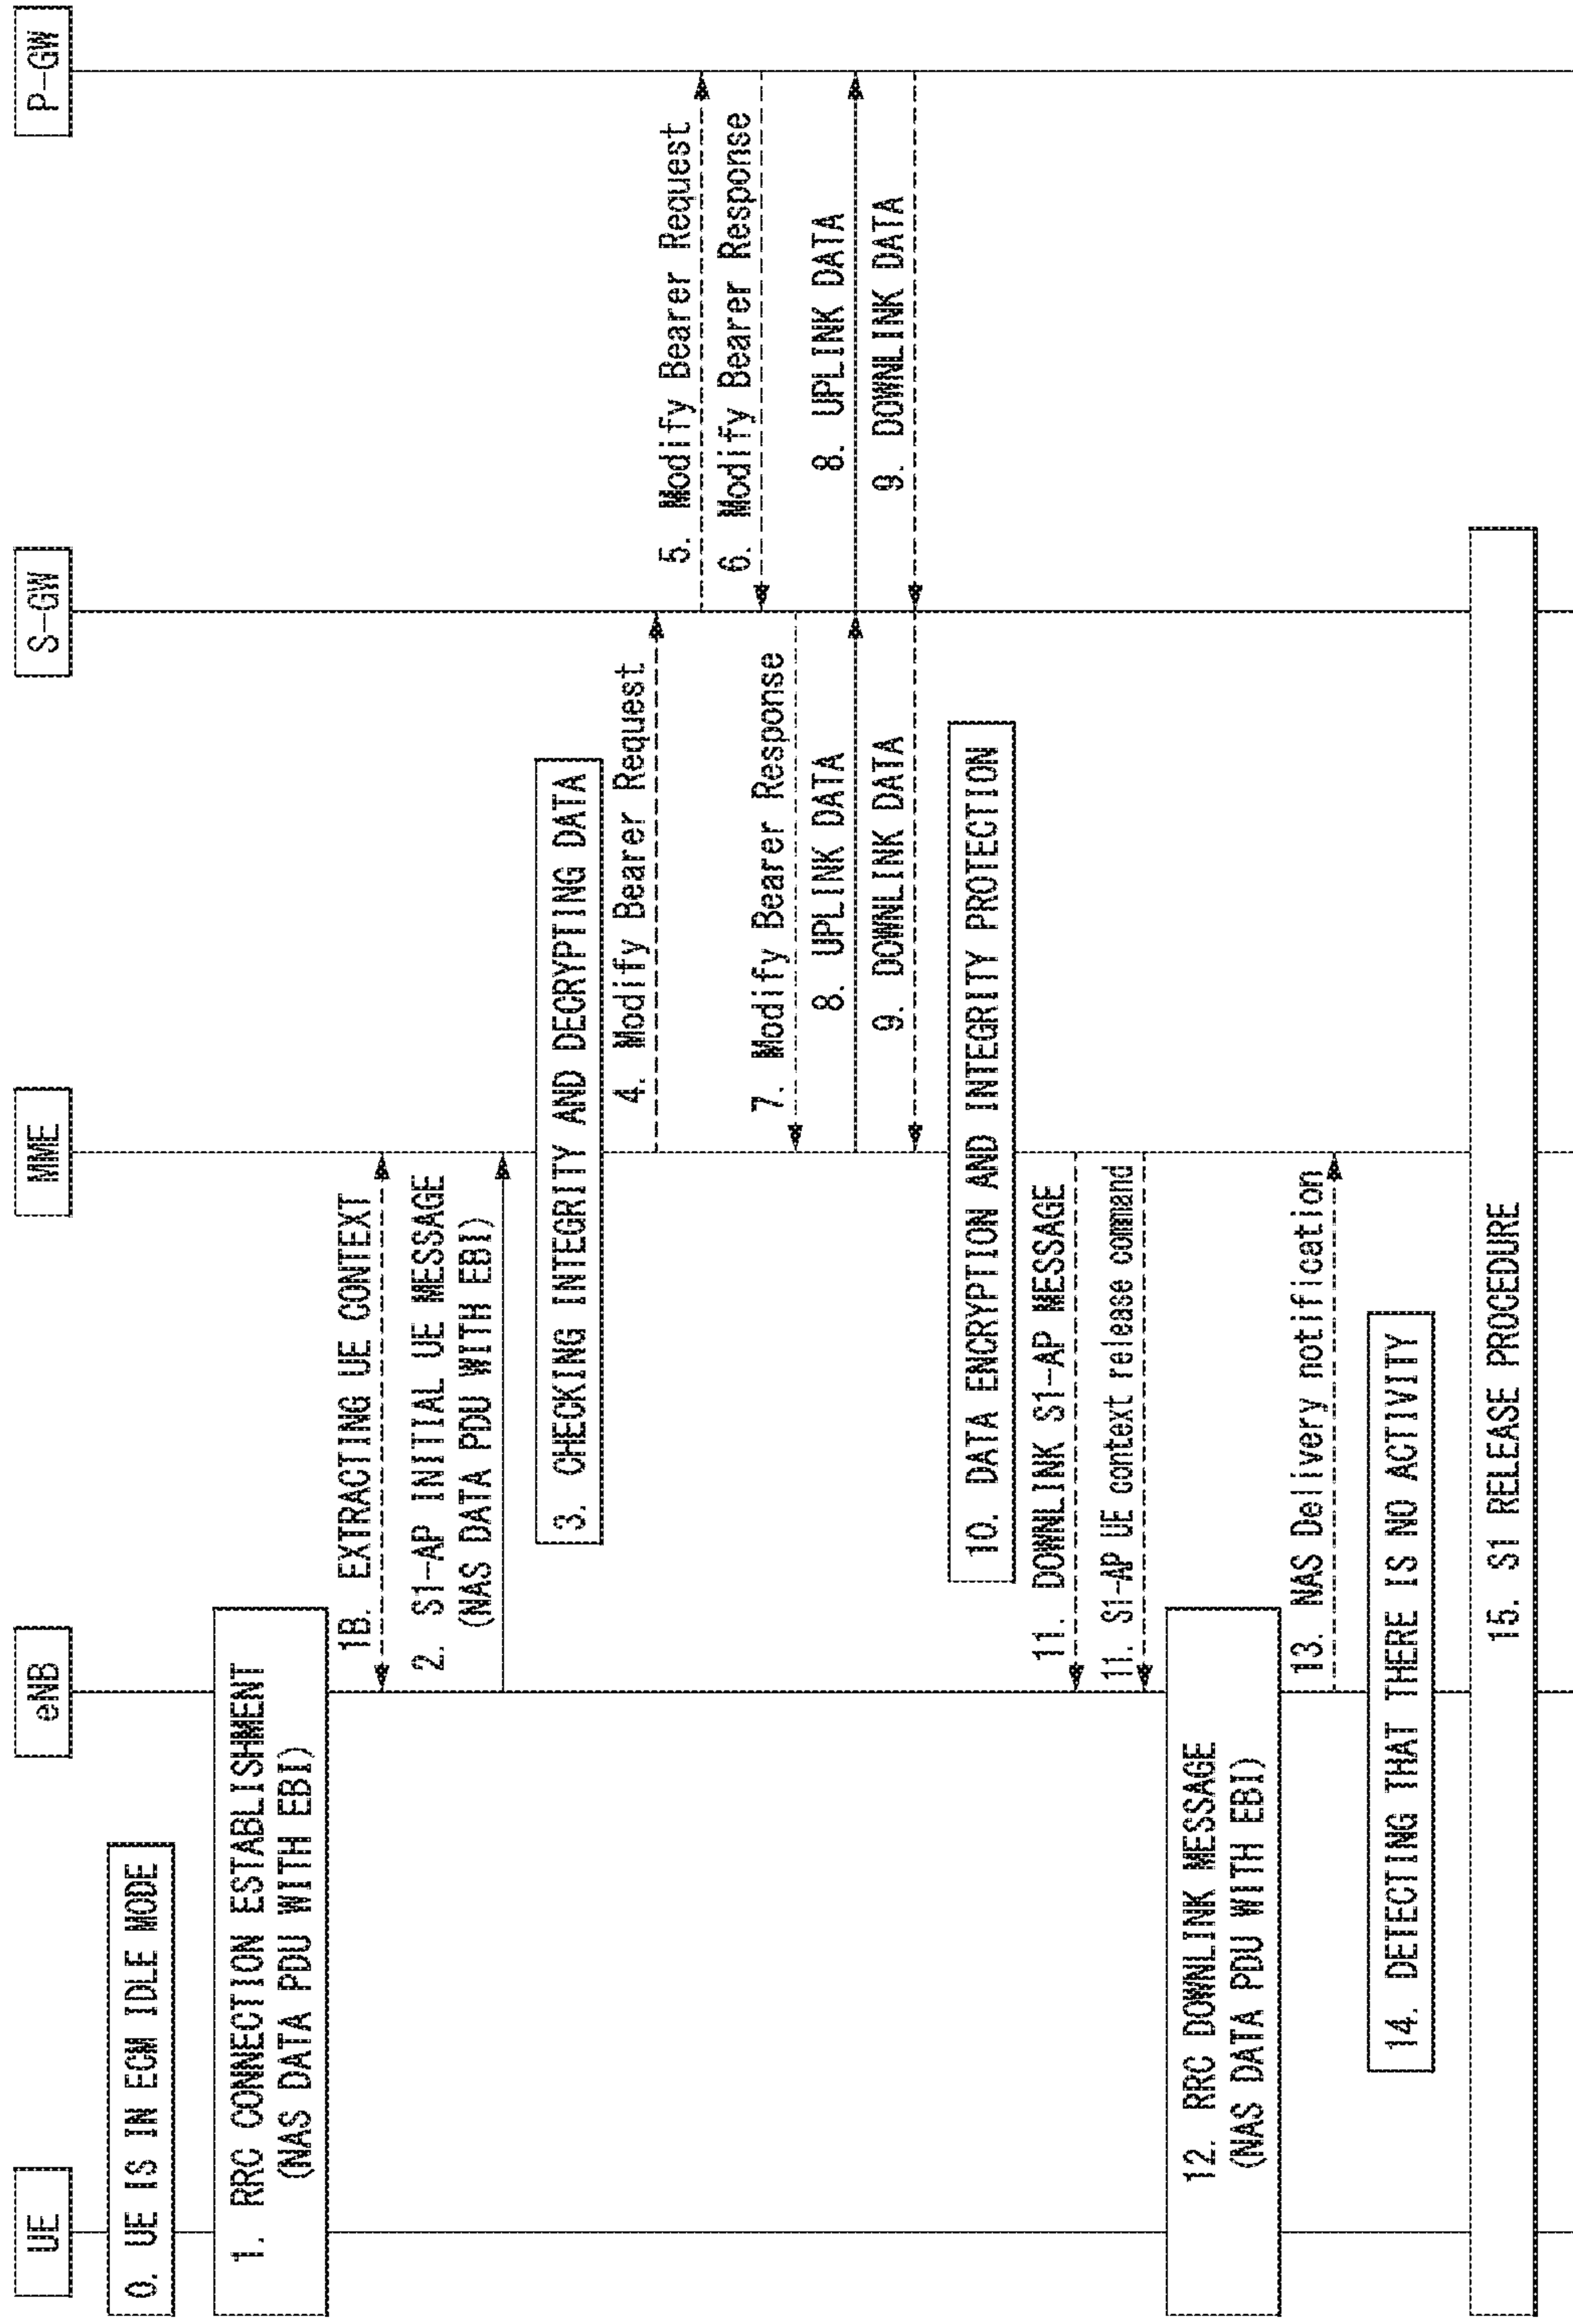 UE
eNB
MME
S-GW
P-GW
0. UE IS IN ECM IDLE MODE
1. RRC CONNECTION ESTABLISHMENT
(NAS DATA PDU WITH EBI)
1B. EXTRACTING UE CONTEXT
2. S1-AP INITIAL UE MESSAGE
(NAS DATA PDU WITH EBI)
3. CHECKING INTEGRITY AND DECRYPTING DATA
4. Modify Bearer Request
5. Modify Bearer Request
6. Modify Bearer Response
7. Modify Bearer Response
8. UPLINK DATA
8. UPLINK DATA
9. DOWNLINK DATA
9. DOWNLINK DATA
10. DATA ENCRYPTION AND INTEGRITY PROTECTION
11. DOWNLINK S1-AP MESSAGE
11. S1-AP UE context release command
12. RRC DOWNLINK MESSAGE
(NAS DATA PDU WITH EBI)
13. NAS Delivery notification
14. DETECTING THAT THERE IS NO ACTIVITY
15. S1 RELEASE PROCEDURE